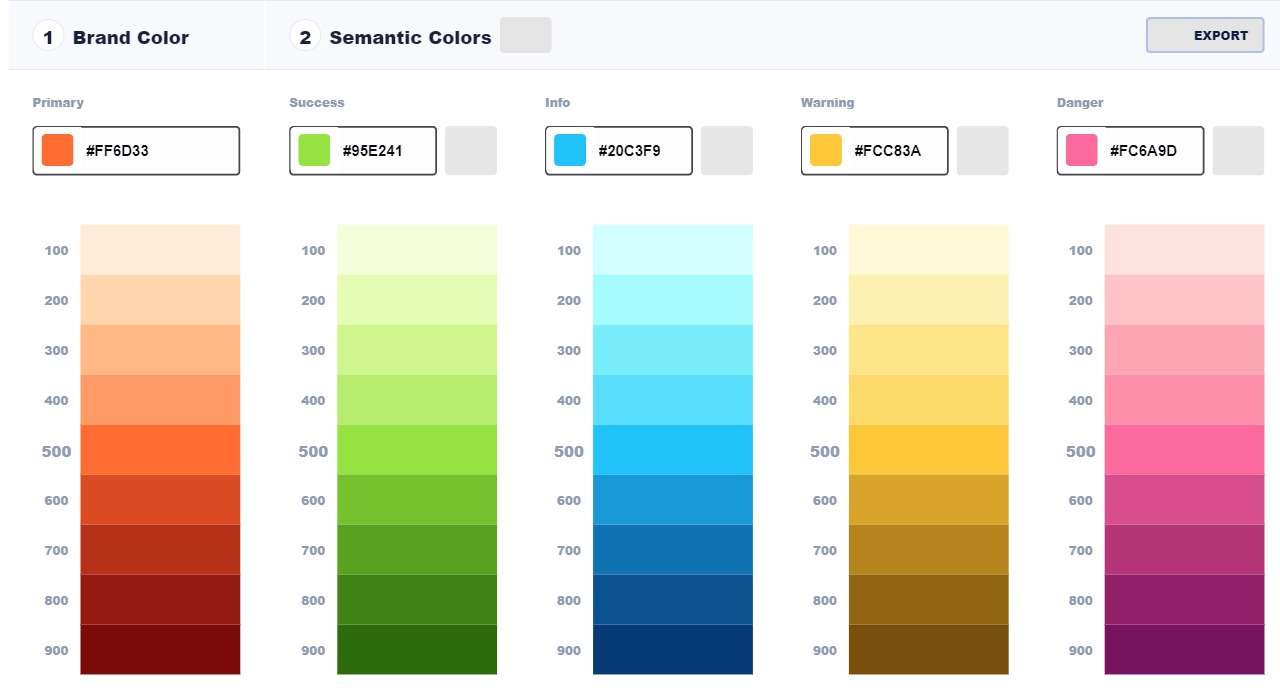 1 Brand Color
2 Semantic Colors
EXPORT
Primary
Success
Info
Warning
Danger
#FF6D33
#95E241
#20C3F9
#FCC83A
#FC6A9D
100 100 100 100 100
200 200 200 200 200
300 300 300 300 300
400 400 400 400 400
500 500 500 500 500
600 600 600 600 600
700 700 700 700 700
800 800 800 800 800
900 900 900 900 900